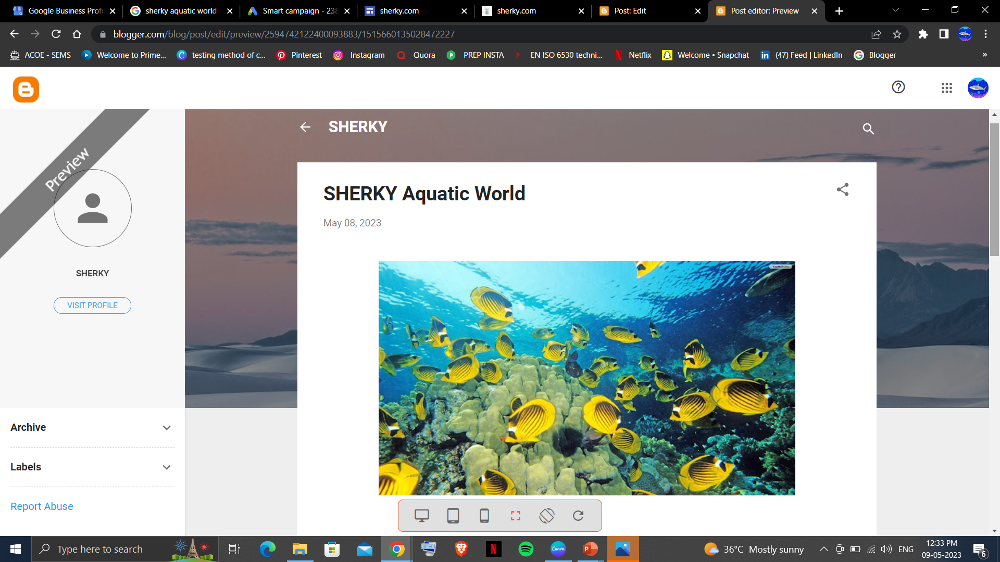 Google Business Profi
sherky aquatic world
Smart campaign - 238
sherky.com
sherky.com
Post: Edit
Post editor: Preview
blogger.com/blog/post/edit/preview/2594742122400093883/1515660135028472227
ACOE - SEMS
Welcome to Prime...
testing method of c...
Pinterest
Instagram
Quora
PREP INSTA
EN ISO 6530 techni...
Netflix
Welcome • Snapchat
(47) Feed | LinkedIn
Blogger
»
Preview
SHERKY
VISIT PROFILE
Archive
Labels
Report Abuse
SHERKY
SHERKY Aquatic World
May 08, 2023
Type here to search
Canva
36°C Mostly sunny
ENG
12:33 PM
09-05-2023
6